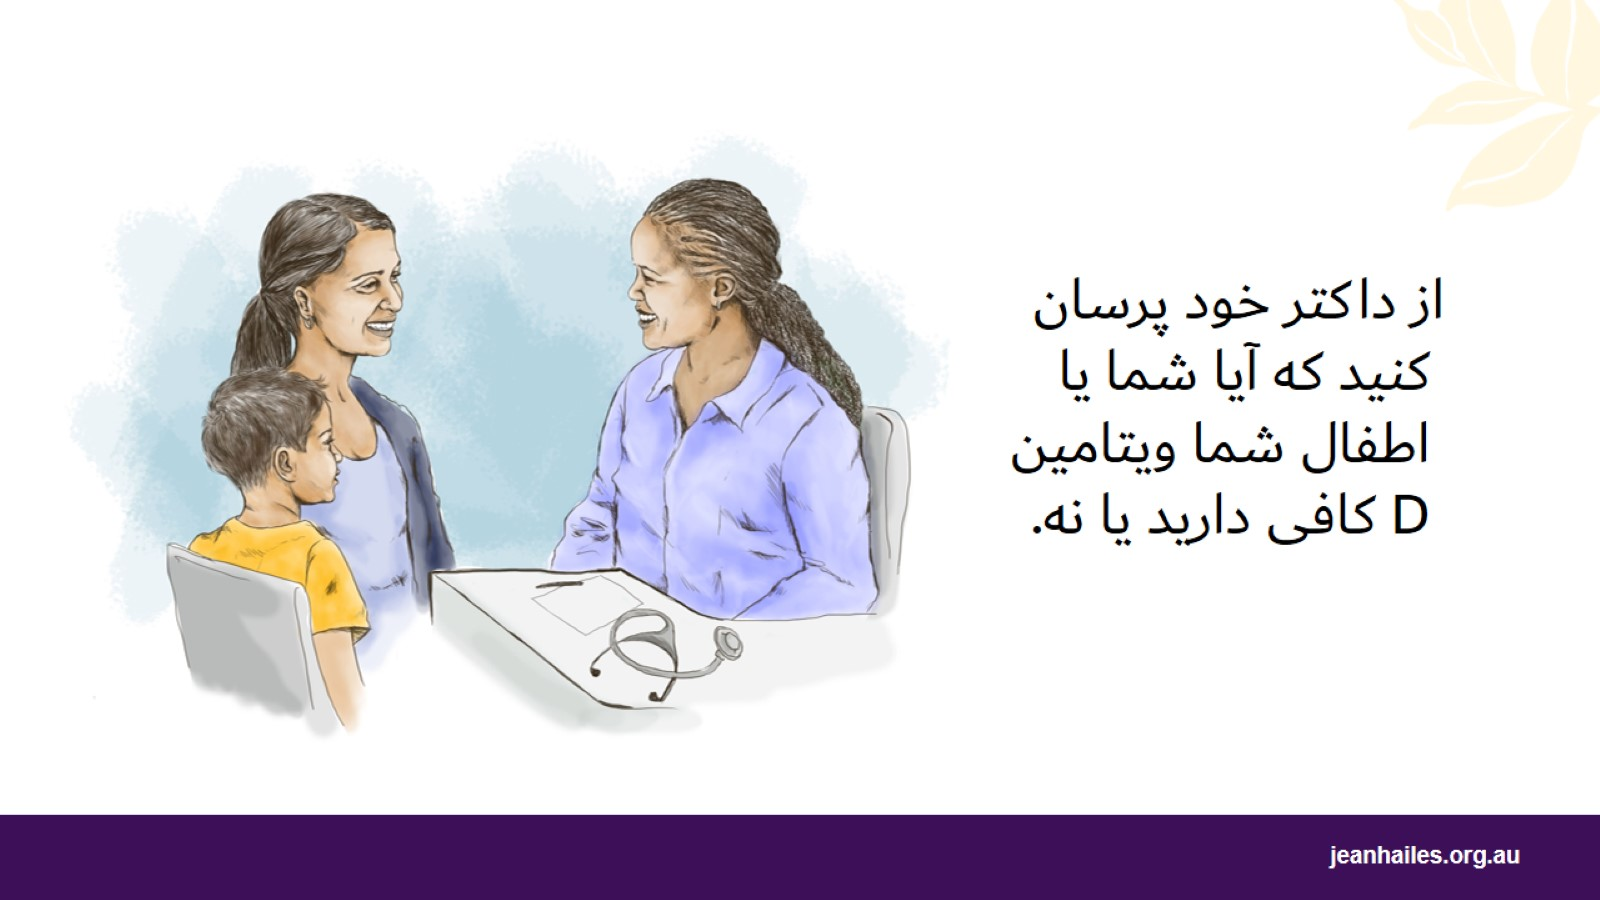 از داکتر خود پرسان
کنید که آیا شما یا
اطفال شما ویتامین
D کافی دارید یا نه.
jeanhailes.org.au